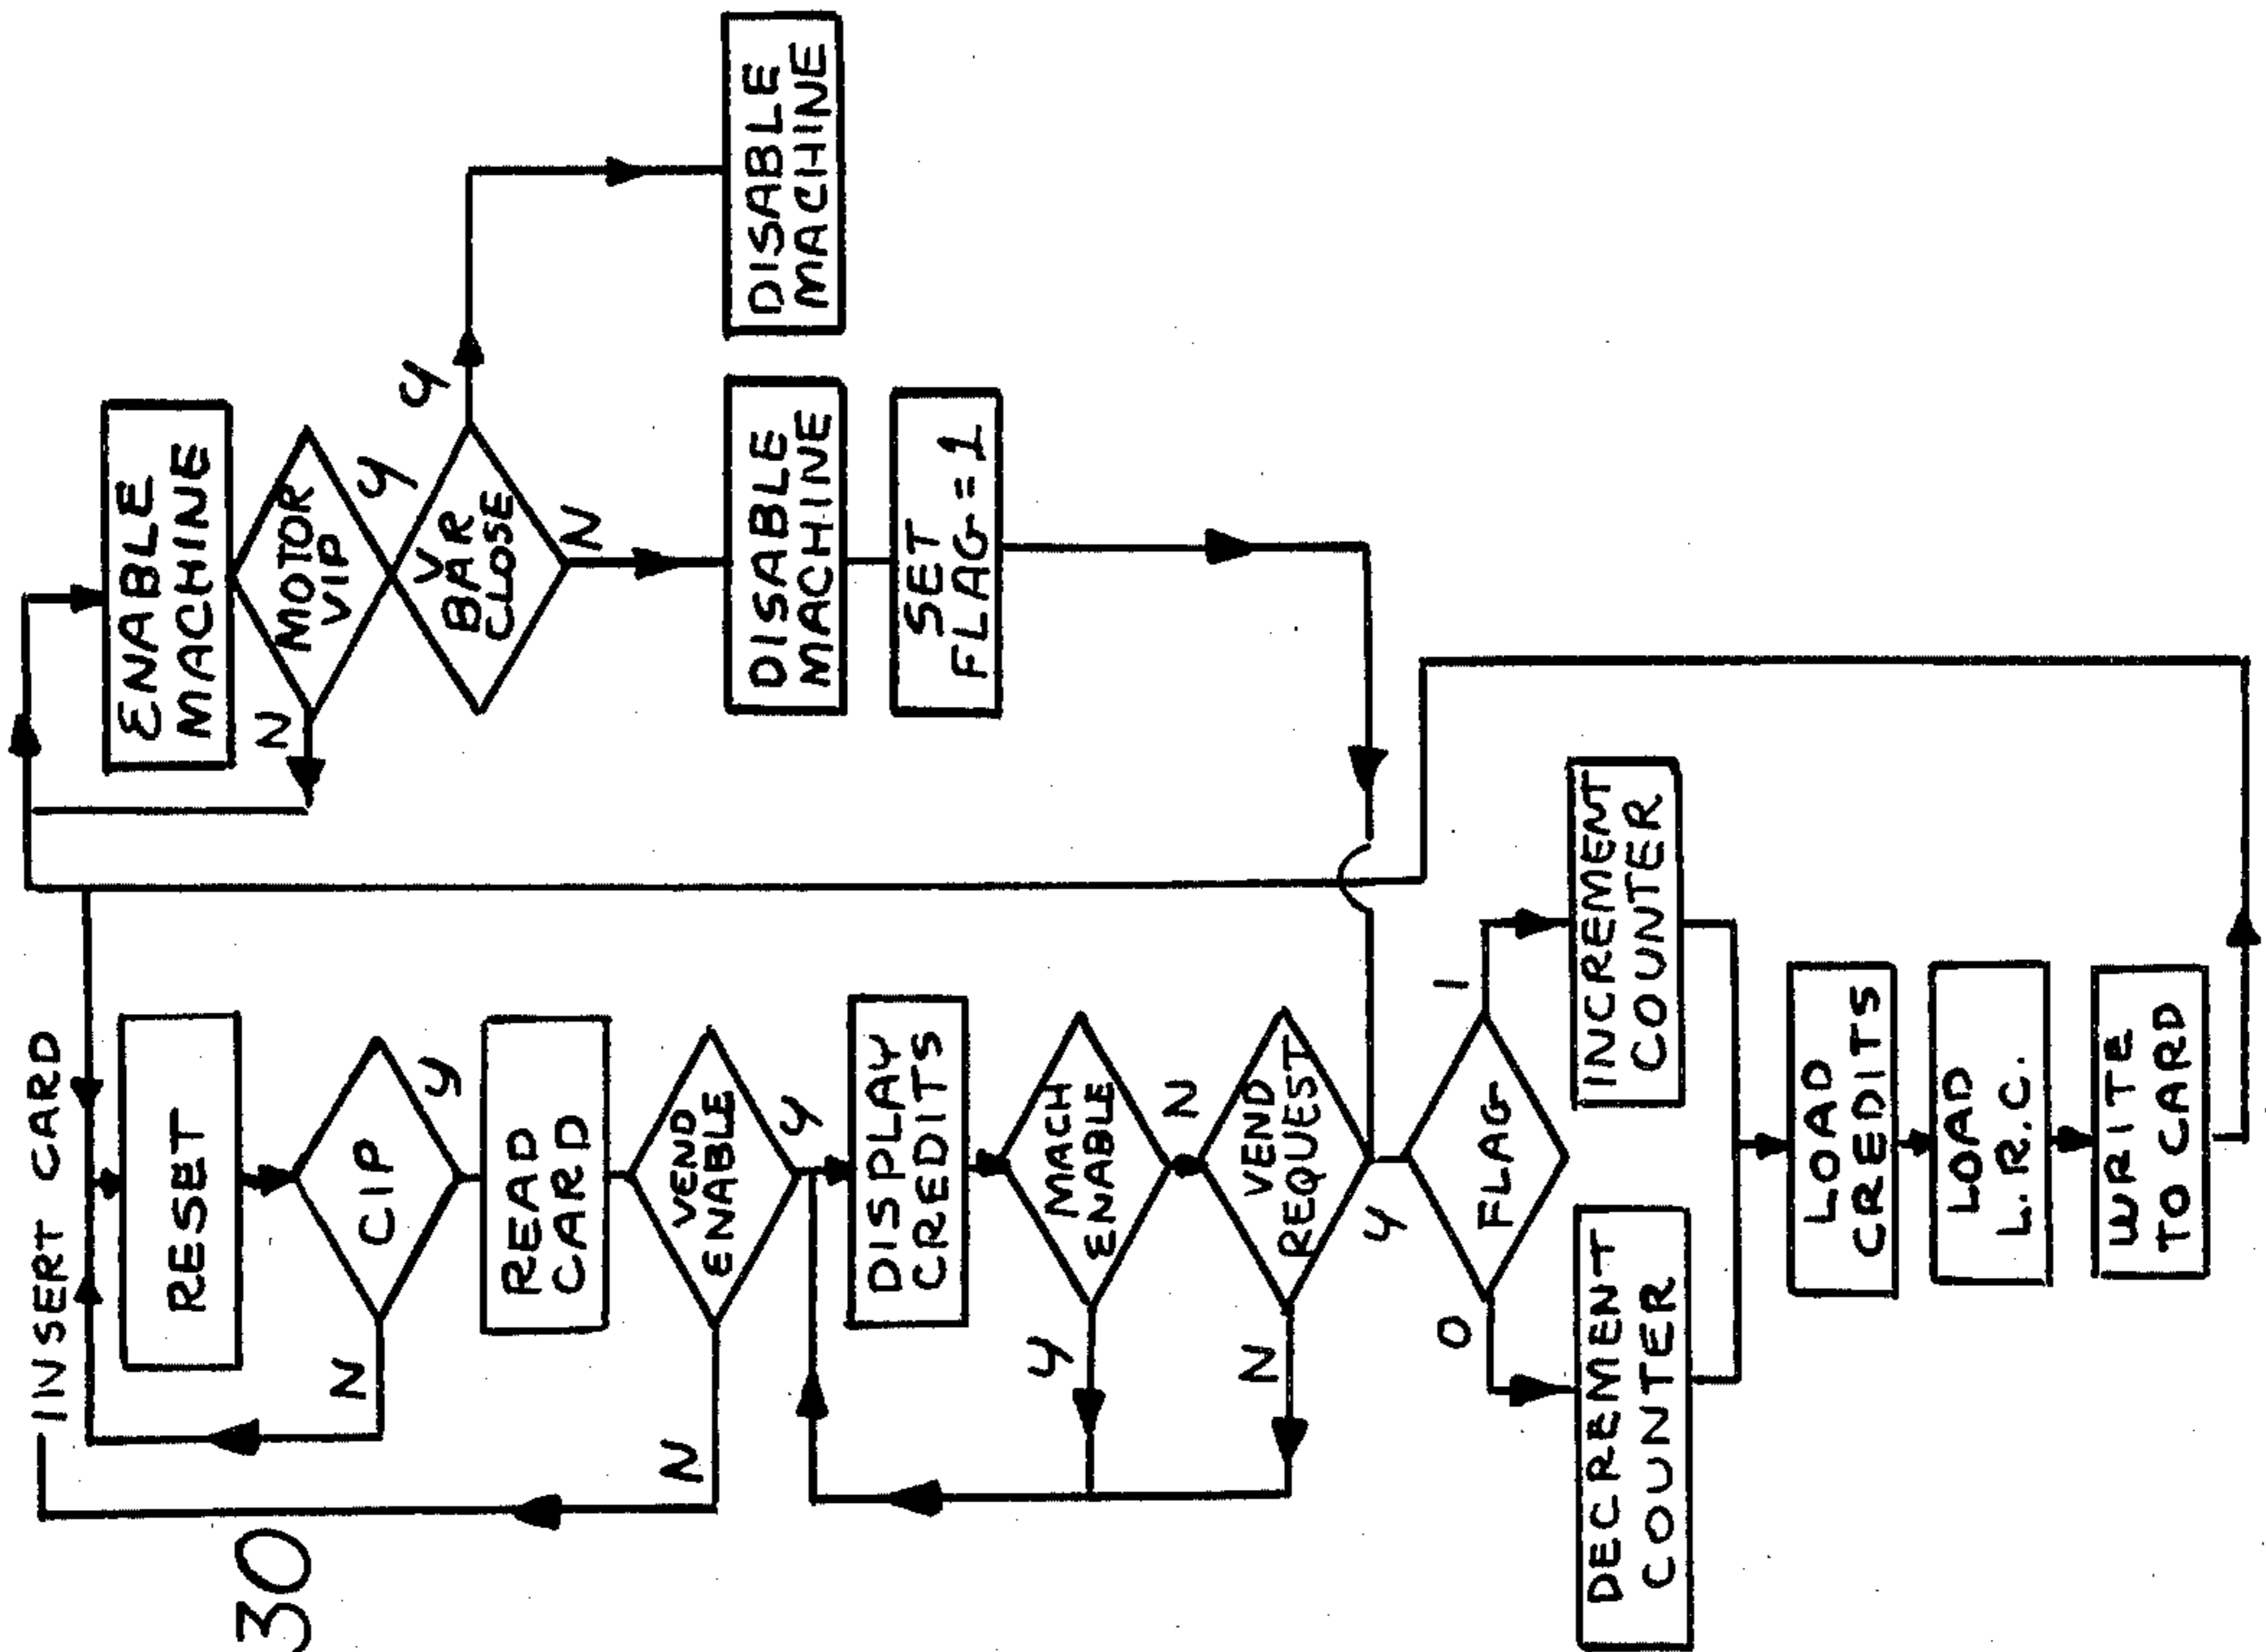 30
INSERT CARD
RESET
CIP
N
Y
READ
CARD
VEND
ENABLE
N
Y
DISPLAY
CREDITS
MACH
ENABLE
Y
N
VEND
REQUEST
N
Y
FLAG
0
1
DECREMENT
COUNTER
INCREMENT
COUNTER
LOAD
CREDITS
LOAD
L.R.C.
WRITE
TO CARD
ENABLE
MACHINE
MOTOR
VIP
N
Y
V
BAR
CLOSE
Y
N
DISABLE
MACHINE
DISABLE
MACHINE
SET
FLAG=1